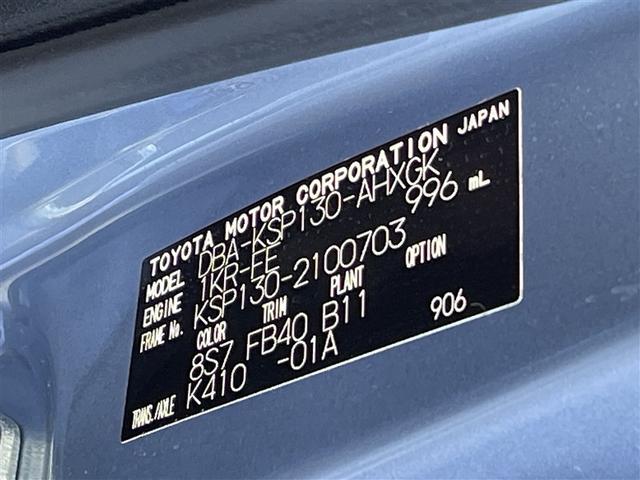 TOYOTA MOTOR CORPORATION JAPAN
MODEL DBA-KSP130-AHXGK
ENGINE 1KR-FE 996 mL
FRAME No. KSP130-2100703
COLOR TRIM PLANT OPTION
8S7 FB40 B11 906
TRANS./AXLE K410 -01A